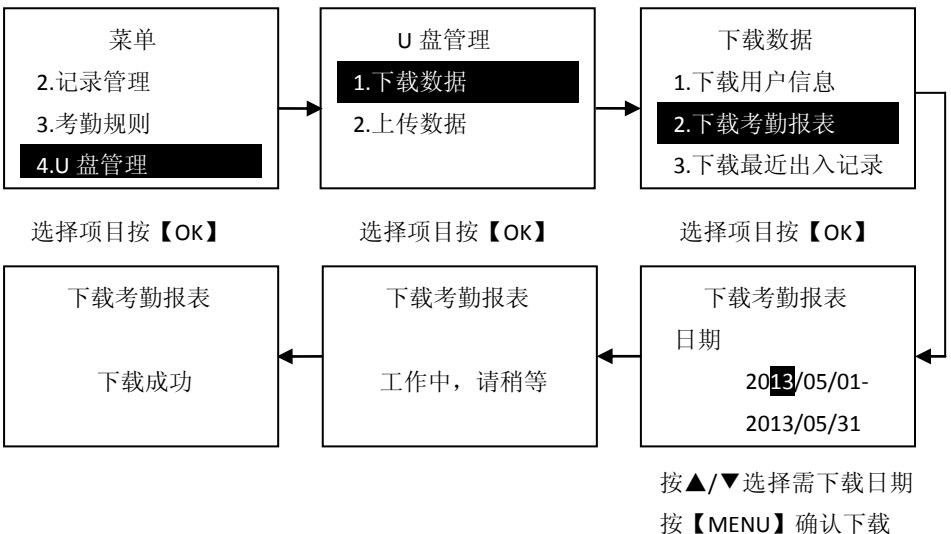 菜单
2.记录管理
3.考勤规则
4.U 盘管理
选择项目按【OK】
U 盘管理
1.下载数据
2.上传数据
选择项目按【OK】
下载数据
1.下载用户信息
2.下载考勤报表
3.下载最近出入记录
选择项目按【OK】
下载考勤报表
日期
2013/05/01-
2013/05/31
按▲/▼选择需下载日期
按【MENU】确认下载
下载考勤报表
工作中，请稍等
下载考勤报表
下载成功